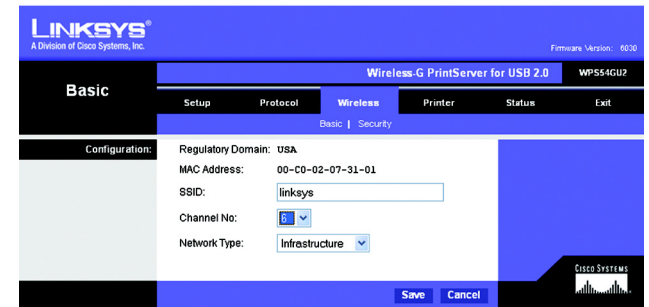 LINKSYS®
A Division of Cisco Systems, Inc.
Firmware Version: 6030
Wireless-G PrintServer for USB 2.0 WPS54GU2
Basic
Setup Protocol Wireless Printer Status Exit
Basic | Security
Configuration:
Regulatory Domain: USA
MAC Address: 00-C0-02-07-31-01
SSID: linksys
Channel No: 6
Network Type: Infrastructure
Save Cancel
CISCO SYSTEMS